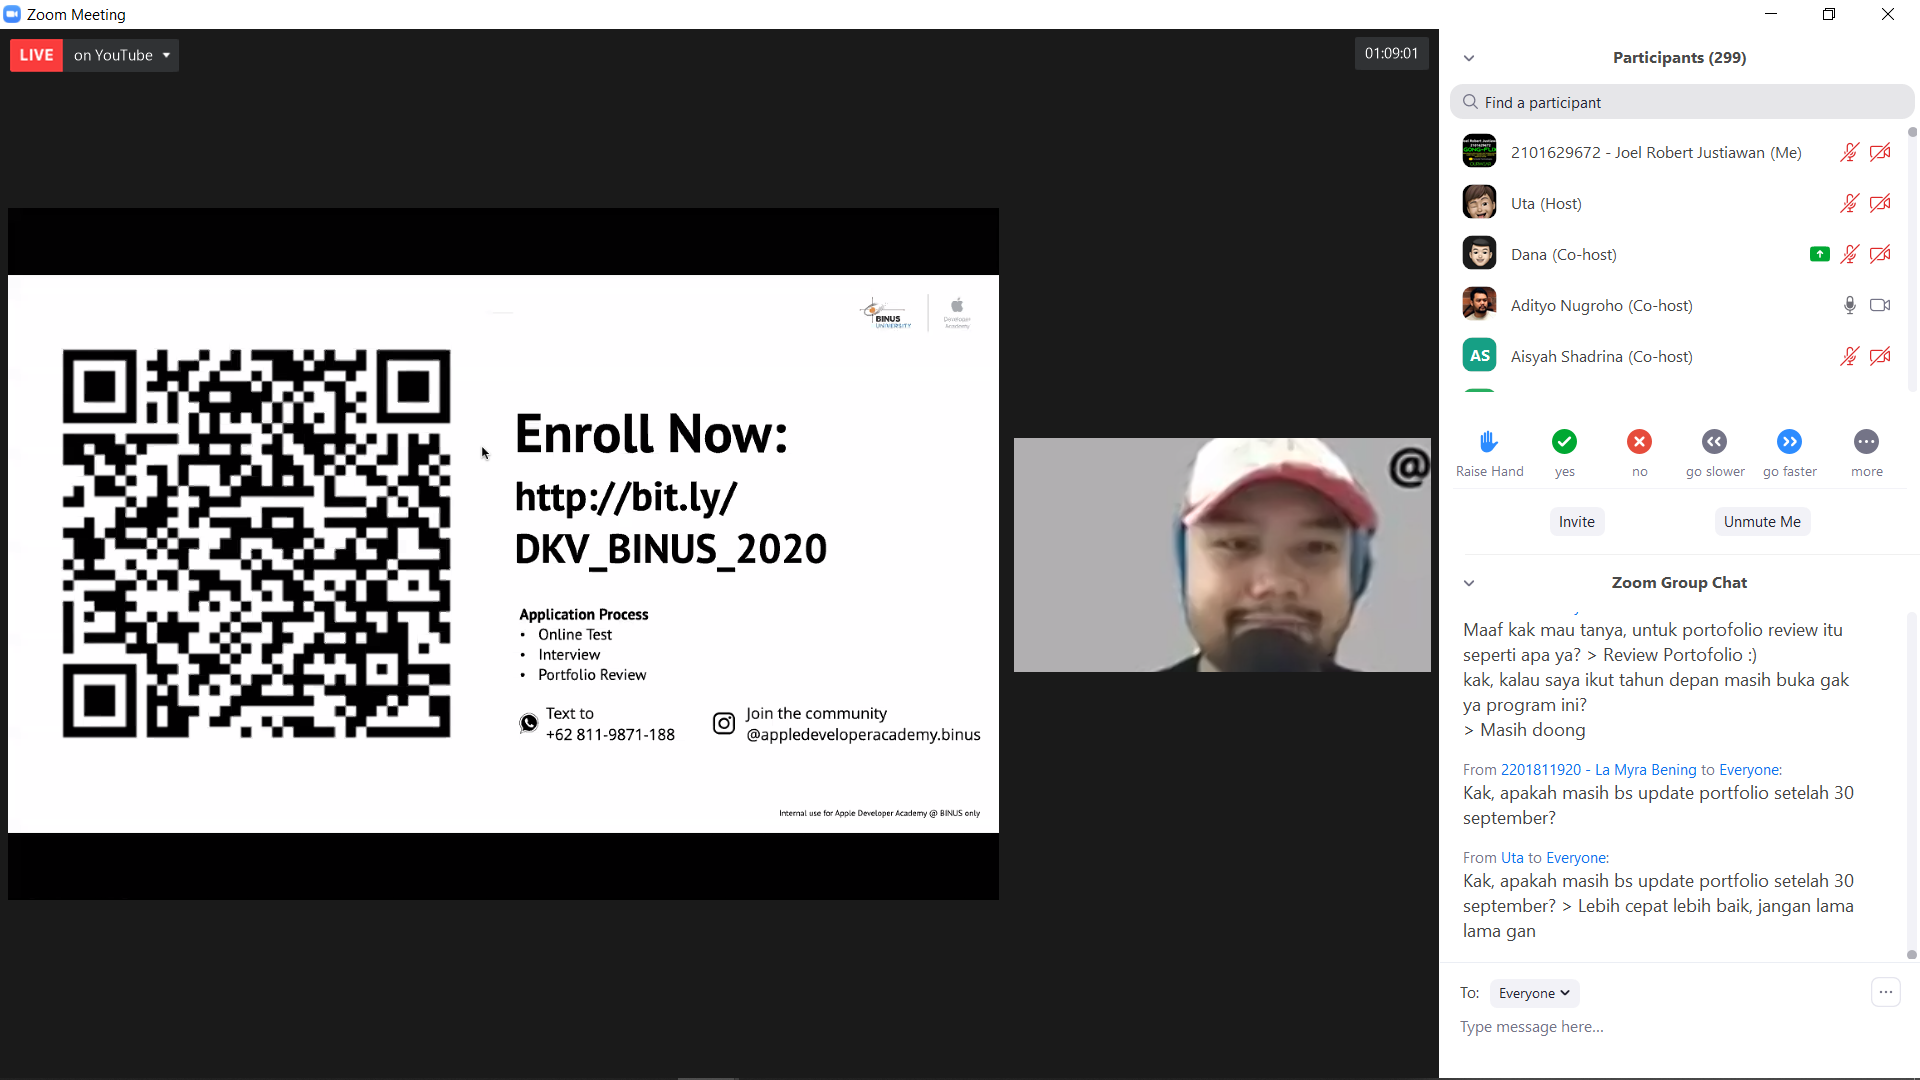 Zoom Meeting
LIVE on YouTube
01:09:01
BINUS
UNIVERSITY
Developer
Academy
Enroll Now:
http://bit.ly/
DKV_BINUS_2020
Application Process
• Online Test
• Interview
• Portfolio Review
Text to
+62 811-9871-188
Join the community
@appledeveloperacademy.binus
Internal use for Apple Developer Academy @ BINUS only
@
Participants (299)
Find a participant
2101629672 - Joel Robert Justiawan (Me)
Uta (Host)
Dana (Co-host)
Adityo Nugroho (Co-host)
AS
Aisyah Shadrina (Co-host)
Raise Hand
yes
no
go slower
go faster
more
Invite
Unmute Me
Zoom Group Chat
Maaf kak mau tanya, untuk portofolio review itu
seperti apa ya? > Review Portofolio :)
kak, kalau saya ikut tahun depan masih buka gak
ya program ini?
> Masih doong
From 2201811920 - La Myra Bening to Everyone:
Kak, apakah masih bs update portfolio setelah 30
september?
From Uta to Everyone:
Kak, apakah masih bs update portfolio setelah 30
september? > Lebih cepat lebih baik, jangan lama
lama gan
To: Everyone
Type message here...